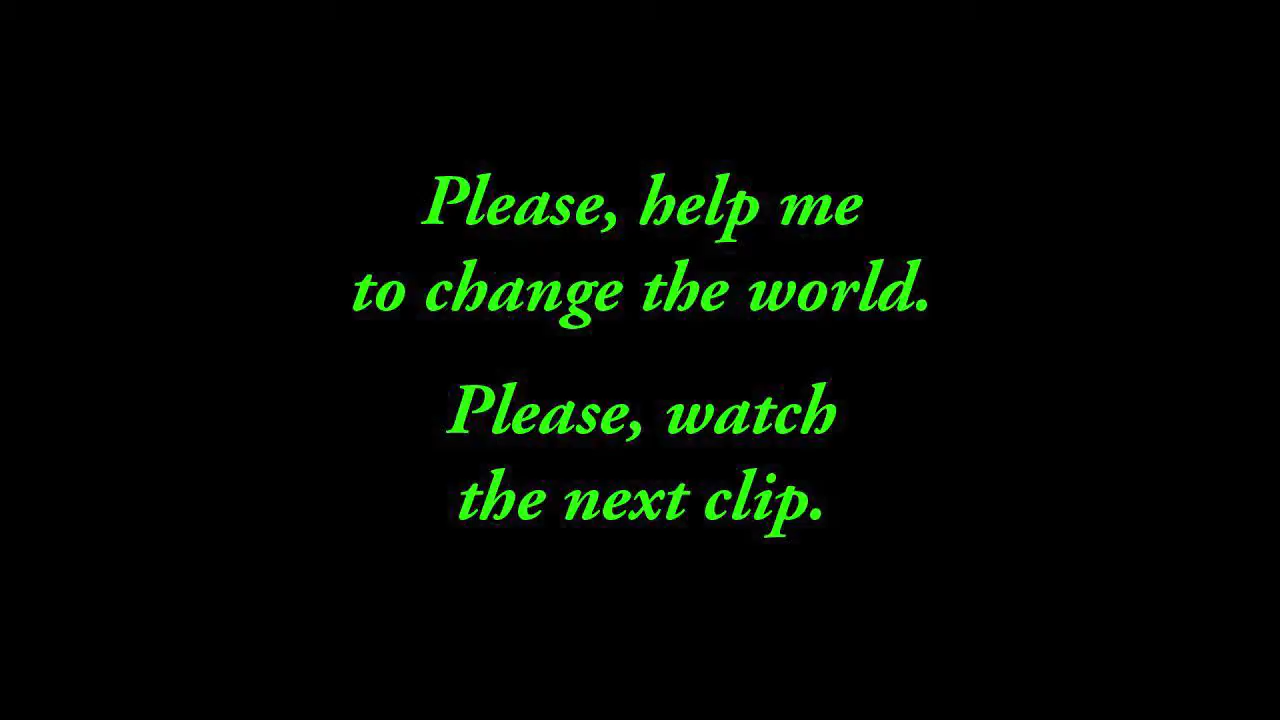 Please, help me
to change the world.
Please, watch
the next clip.